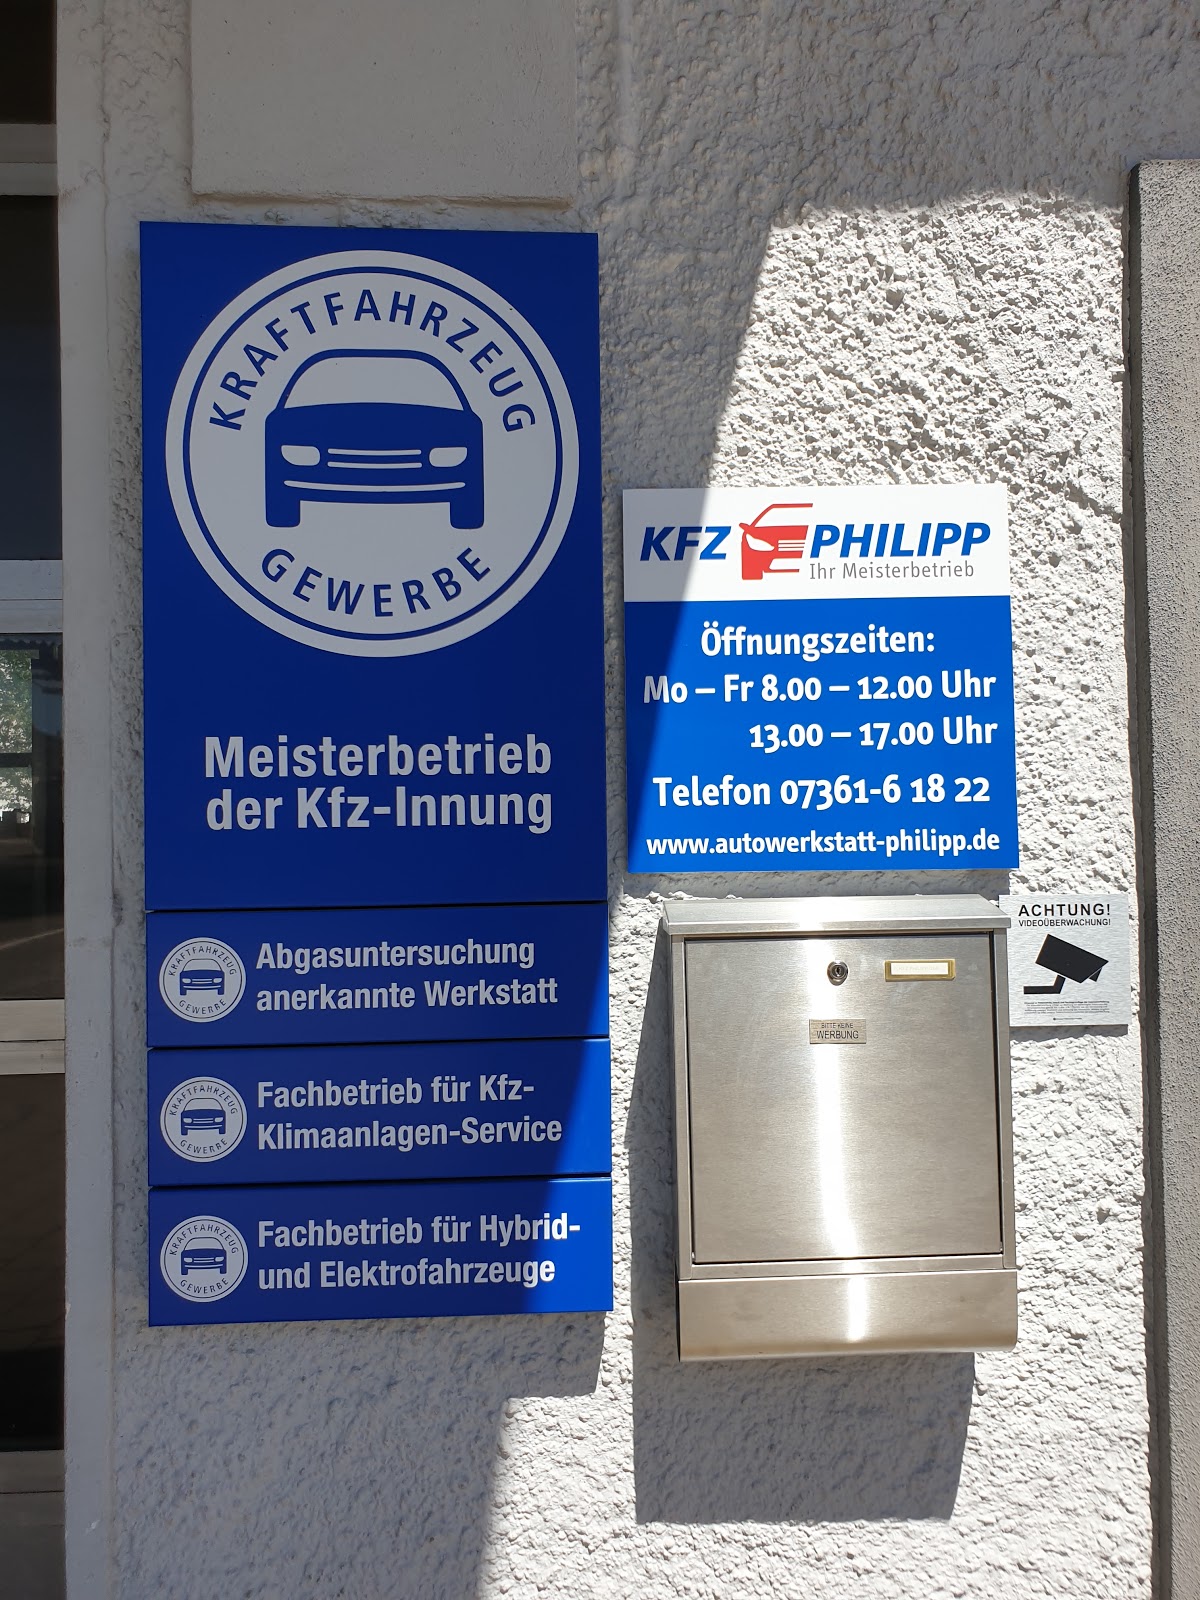 KRAFTFAHRZEUG
GEWERBE
Meisterbetrieb
der Kfz-Innung
KRAFTFAHRZEUG
GEWERBE
Abgasuntersuchung
anerkannte Werkstatt
KRAFTFAHRZEUG
GEWERBE
Fachbetrieb für Kfz-
Klimaanlagen-Service
KRAFTFAHRZEUG
GEWERBE
Fachbetrieb für Hybrid-
und Elektrofahrzeuge
KFZ PHILIPP
Ihr Meisterbetrieb
Öffnungszeiten:
Mo – Fr 8.00 – 12.00 Uhr
13.00 – 17.00 Uhr
Telefon 07361-6 18 22
www.autowerkstatt-philipp.de
ACHTUNG!
VIDEOÜBERWACHUNG!
BITTE KEINE
WERBUNG